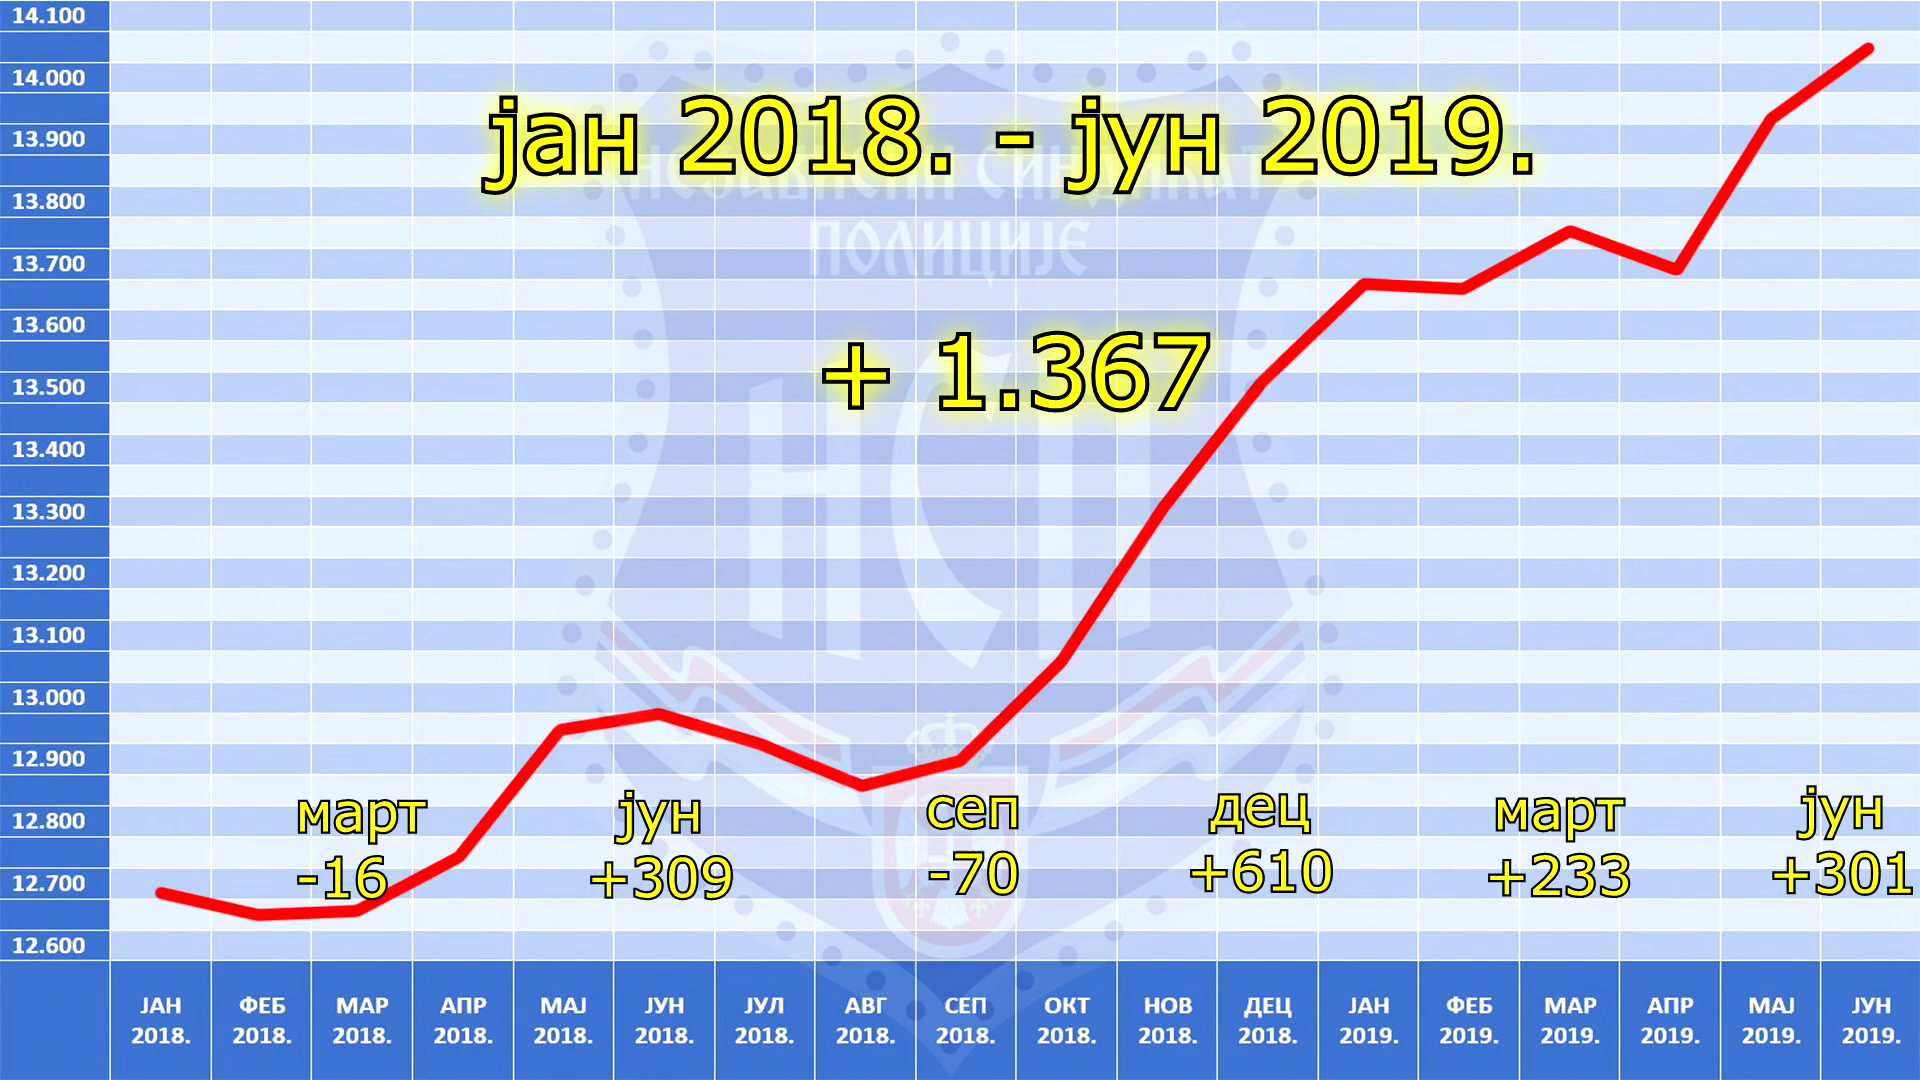 14.100
14.000
13.900
13.800
13.700
13.600
13.500
13.400
13.300
13.200
13.100
13.000
12.900
12.800
12.700
12.600
јан 2018. - јун 2019.
НЕЗАВИСНИ СИНДИКАТ
ПОЛИЦИЈЕ
+ 1.367
НСП
март јун сеп дец март јун
-16 +309 -70 +610 +233 +301
ЈАН ФЕБ МАР АПР МАЈ ЈУН ЈУЛ АВГ СЕП ОКТ НОВ ДЕЦ ЈАН ФЕБ МАР АПР МАЈ ЈУН
2018. 2018. 2018. 2018. 2018. 2018. 2018. 2018. 2018. 2018. 2018. 2018. 2019. 2019. 2019. 2019. 2019. 2019.